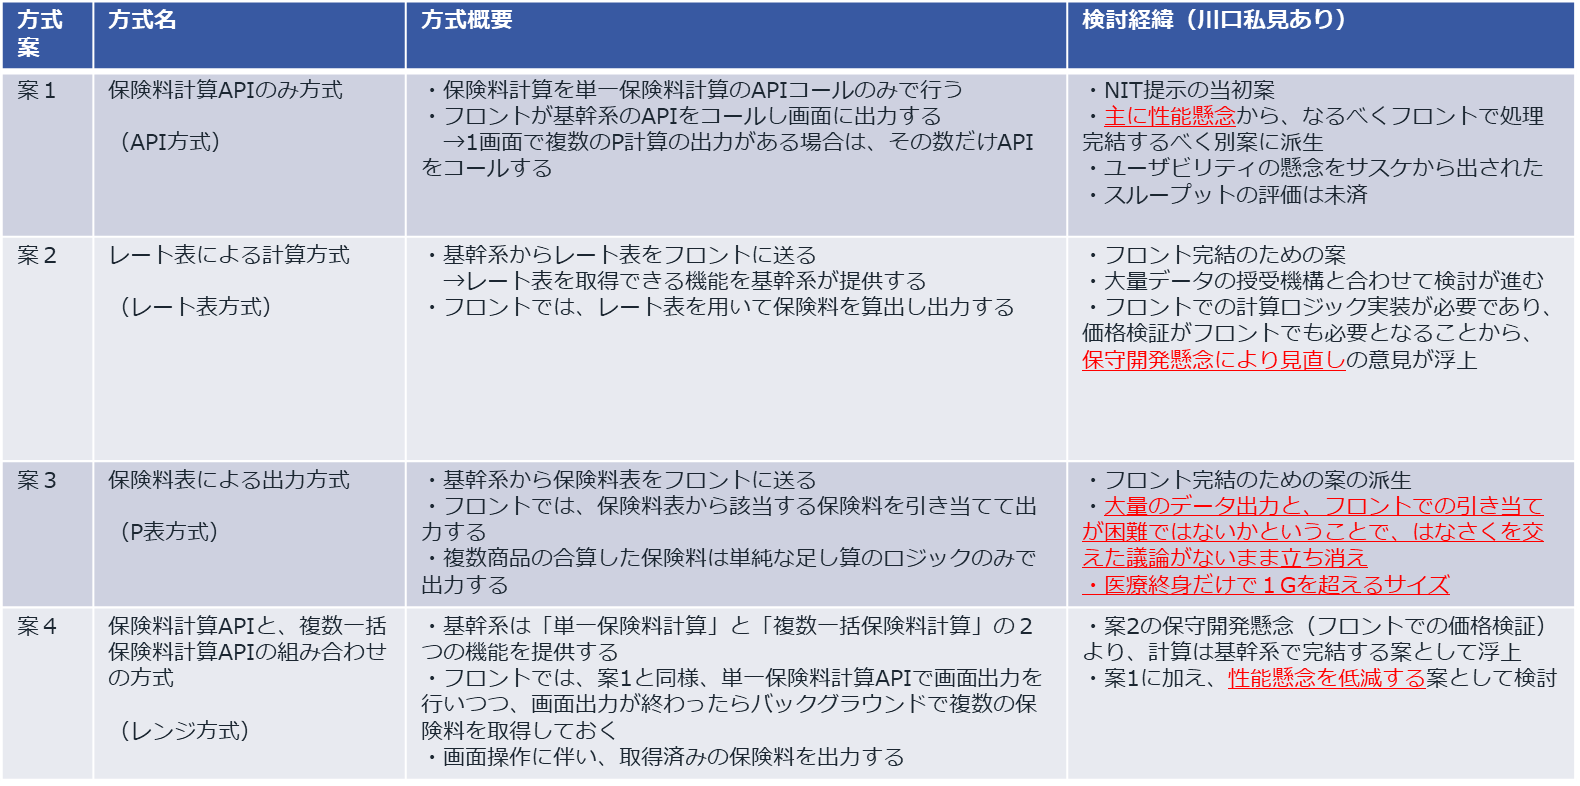 方式案
方式名
方式概要
検討経緯（川口私見あり）
案１
保険料計算APIのみ方式
（API方式）
・保険料計算を単一保険料計算のAPIコールのみで行う
・フロントが基幹系のAPIをコールし画面に出力する
→1画面で複数のP計算の出力がある場合は、その数だけAPI
をコールする
・NIT提示の当初案
・主に性能懸念から、なるべくフロントで処理
完結するべく別案に派生
・ユーザビリティの懸念をサスケから出された
・スループットの評価は未済
案２
レート表による計算方式
（レート表方式）
・基幹系からレート表をフロントに送る
→レート表を取得できる機能を基幹系が提供する
・フロントでは、レート表を用いて保険料を算出し出力する
・フロント完結のための案
・大量データの授受機構と合わせて検討が進む
・フロントでの計算ロジック実装が必要であり、
価格検証がフロントでも必要となることから、
保守開発懸念により見直しの意見が浮上
案３
保険料表による出力方式
（P表方式）
・基幹系から保険料表をフロントに送る
・フロントでは、保険料表から該当する保険料を引き当てて出
力する
・複数商品の合算した保険料は単純な足し算のロジックのみで
出力する
・フロント完結のための案の派生
・大量のデータ出力と、フロントでの引き当て
が困難ではないかということで、はなさくを交
えた議論がないまま立ち消え
・医療終身だけで１Gを超えるサイズ
案４
保険料計算APIと、複数一括
保険料計算APIの組み合わせ
の方式
（レンジ方式）
・基幹系は「単一保険料計算」と「複数一括保険料計算」の２
つの機能を提供する
・フロントでは、案1と同様、単一保険料計算APIで画面出力を
行いつつ、画面出力が終わったらバックグラウンドで複数の保
険料を取得しておく
・画面操作に伴い、取得済みの保険料を出力する
・案2の保守開発懸念（フロントでの価格検証）
より、計算は基幹系で完結する案として浮上
・案1に加え、性能懸念を低減する案として検討